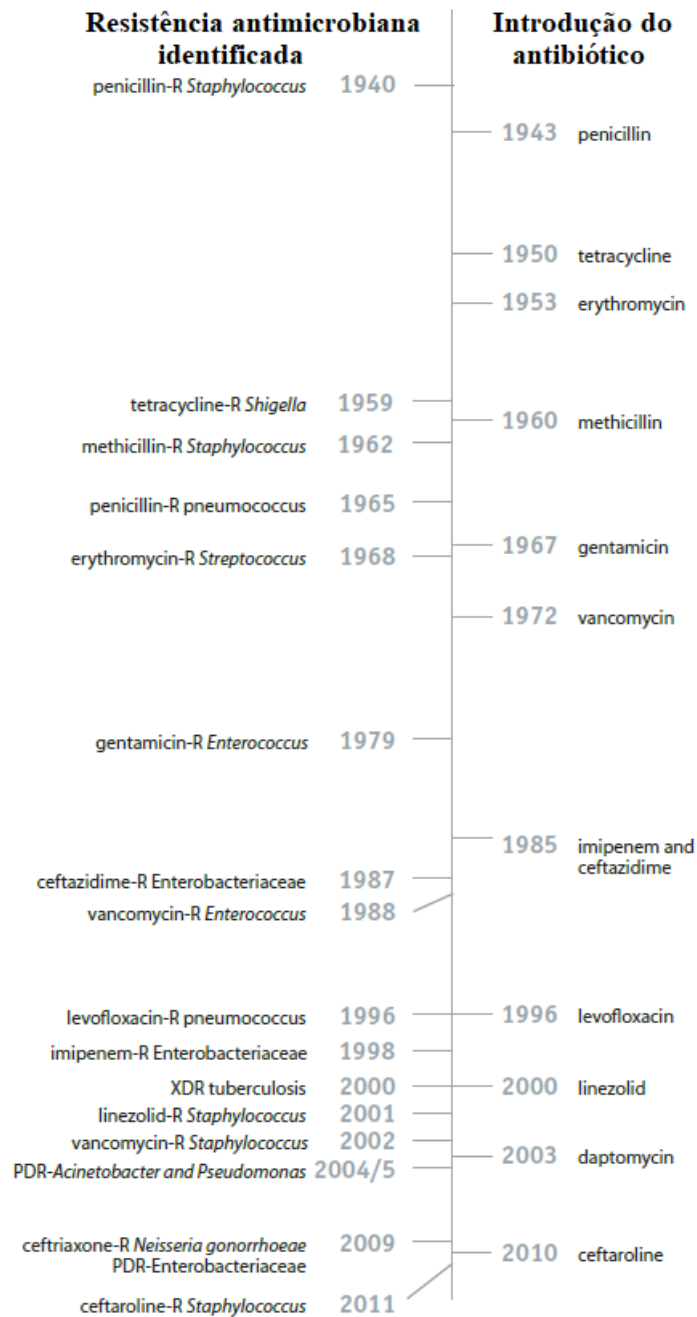 Resistência antimicrobiana
identificada
Introdução do
antibiótico
penicillin-R Staphylococcus 1940
1943 penicillin
1950 tetracycline
1953 erythromycin
tetracycline-R Shigella 1959
1960 methicillin
methicillin-R Staphylococcus 1962
penicillin-R pneumococcus 1965
1967 gentamicin
erythromycin-R Streptococcus 1968
1972 vancomycin
gentamicin-R Enterococcus 1979
1985 imipenem and
ceftazidime
ceftazidime-R Enterobacteriaceae 1987
vancomycin-R Enterococcus 1988
levofloxacin-R pneumococcus 1996
1996 levofloxacin
imipenem-R Enterobacteriaceae 1998
XDR tuberculosis 2000
2000 linezolid
linezolid-R Staphylococcus 2001
vancomycin-R Staphylococcus 2002
2003 daptomycin
PDR-Acinetobacter and Pseudomonas 2004/5
ceftriaxone-R Neisseria gonorrhoeae 2009
PDR-Enterobacteriaceae
2010 ceftaroline
ceftaroline-R Staphylococcus 2011